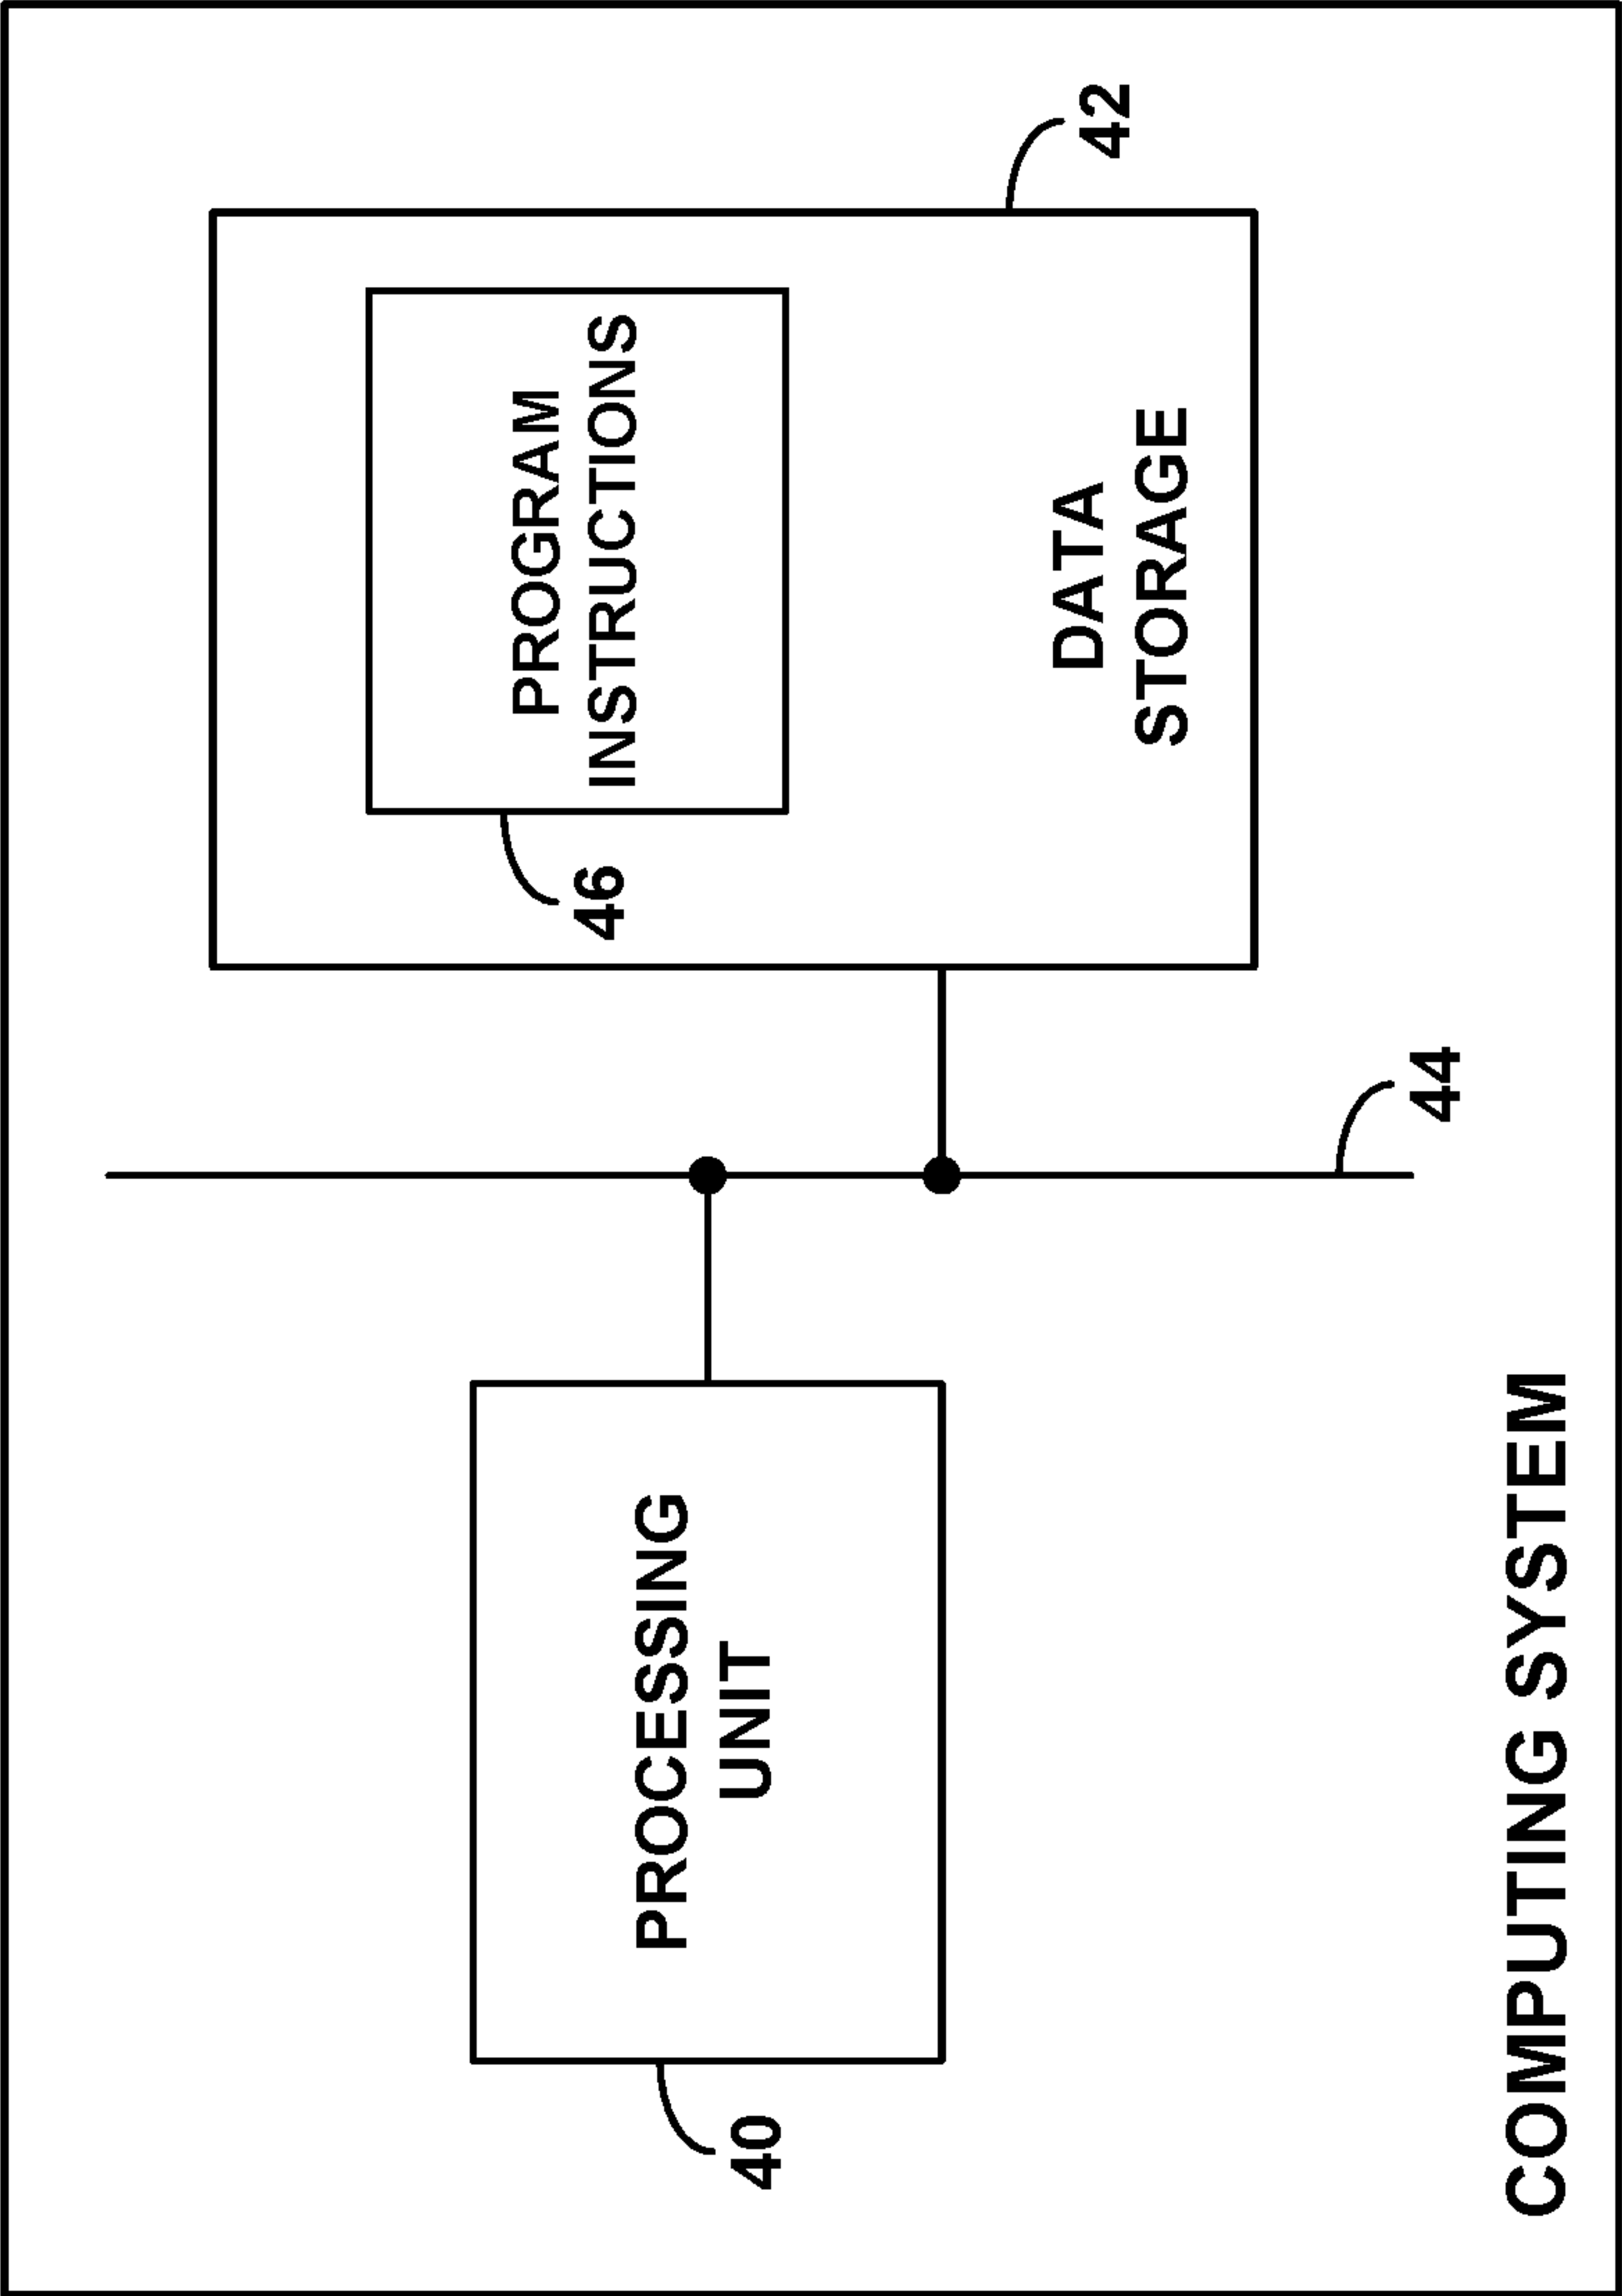 PROGRAM
INSTRUCTIONS
46
DATA
STORAGE
42
44
PROCESSING
UNIT
40
COMPUTING SYSTEM